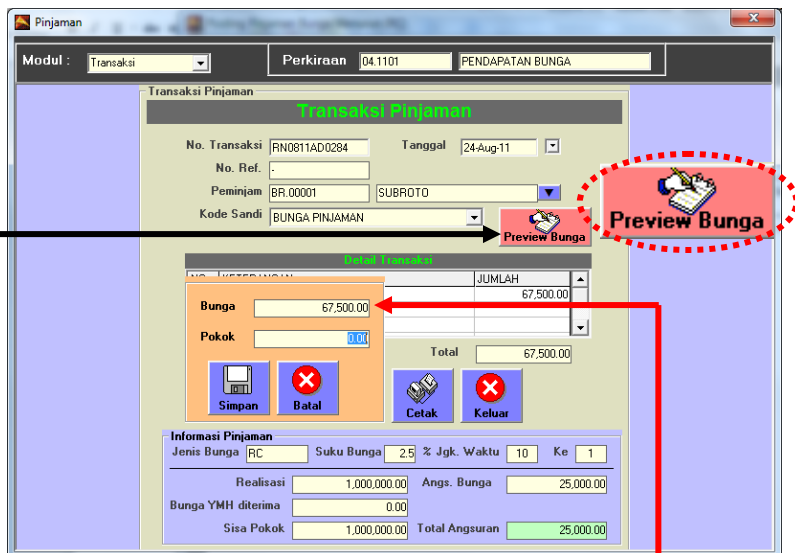 Pinjaman
Modul : Transaksi Perkiraan 04.1101 PENDAPATAN BUNGA
Transaksi Pinjaman
Transaksi Pinjaman
No. Transaksi RN0811AD0284 Tanggal 24-Aug-11
No. Ref. -
Peminjam BR.00001 SUBROTO
Kode Sandi BUNGA PINJAMAN
Preview Bunga
Preview Bunga
Detail Transaksi
JUMLAH
67,500.00
Bunga 67,500.00
Pokok 0.00
Total 67,500.00
Simpan Batal
Cetak Keluar
Informasi Pinjaman
Jenis Bunga RC Suku Bunga 2.5 % Jgk. Waktu 10 Ke 1
Realisasi 1,000,000.00 Angs. Bunga 25,000.00
Bunga YMH diterima 0.00
Sisa Pokok 1,000,000.00 Total Angsuran 25,000.00